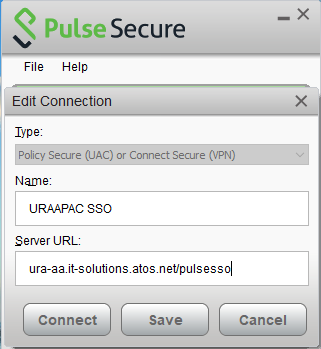 Pulse Secure
File Help
Edit Connection
Type:
Policy Secure (UAC) or Connect Secure (VPN)
Name:
URAAPAC SSO
Server URL:
ura-aa.it-solutions.atos.net/pulsesso
Connect Save Cancel